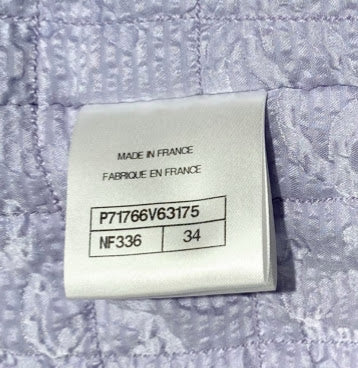 MADE IN FRANCE
FABRIQUE EN FRANCE
P71766V63175
NF336 34